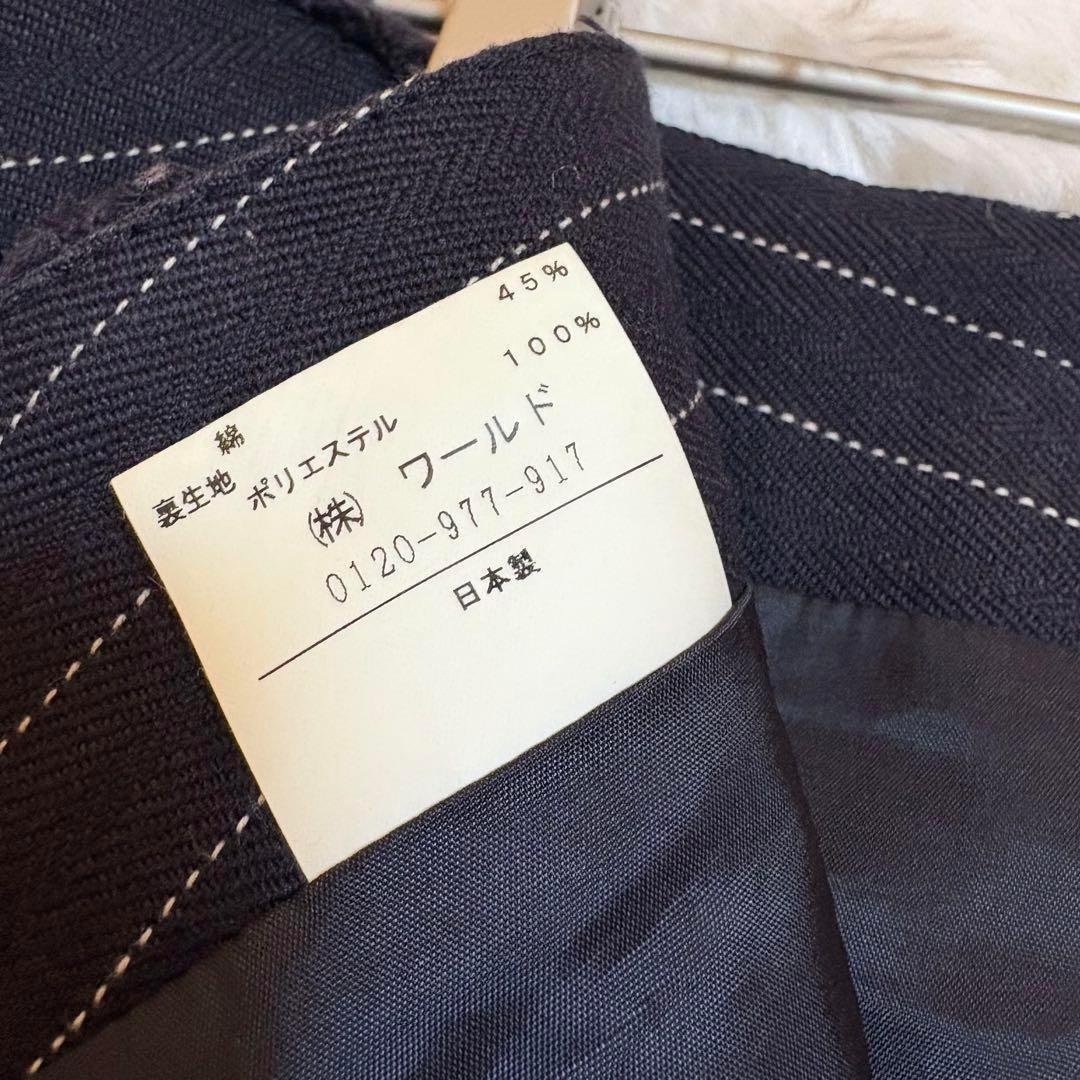 綿 45%
裏生地 ポリエステル 100%
(株) ワールド
0120-977-917
日本製